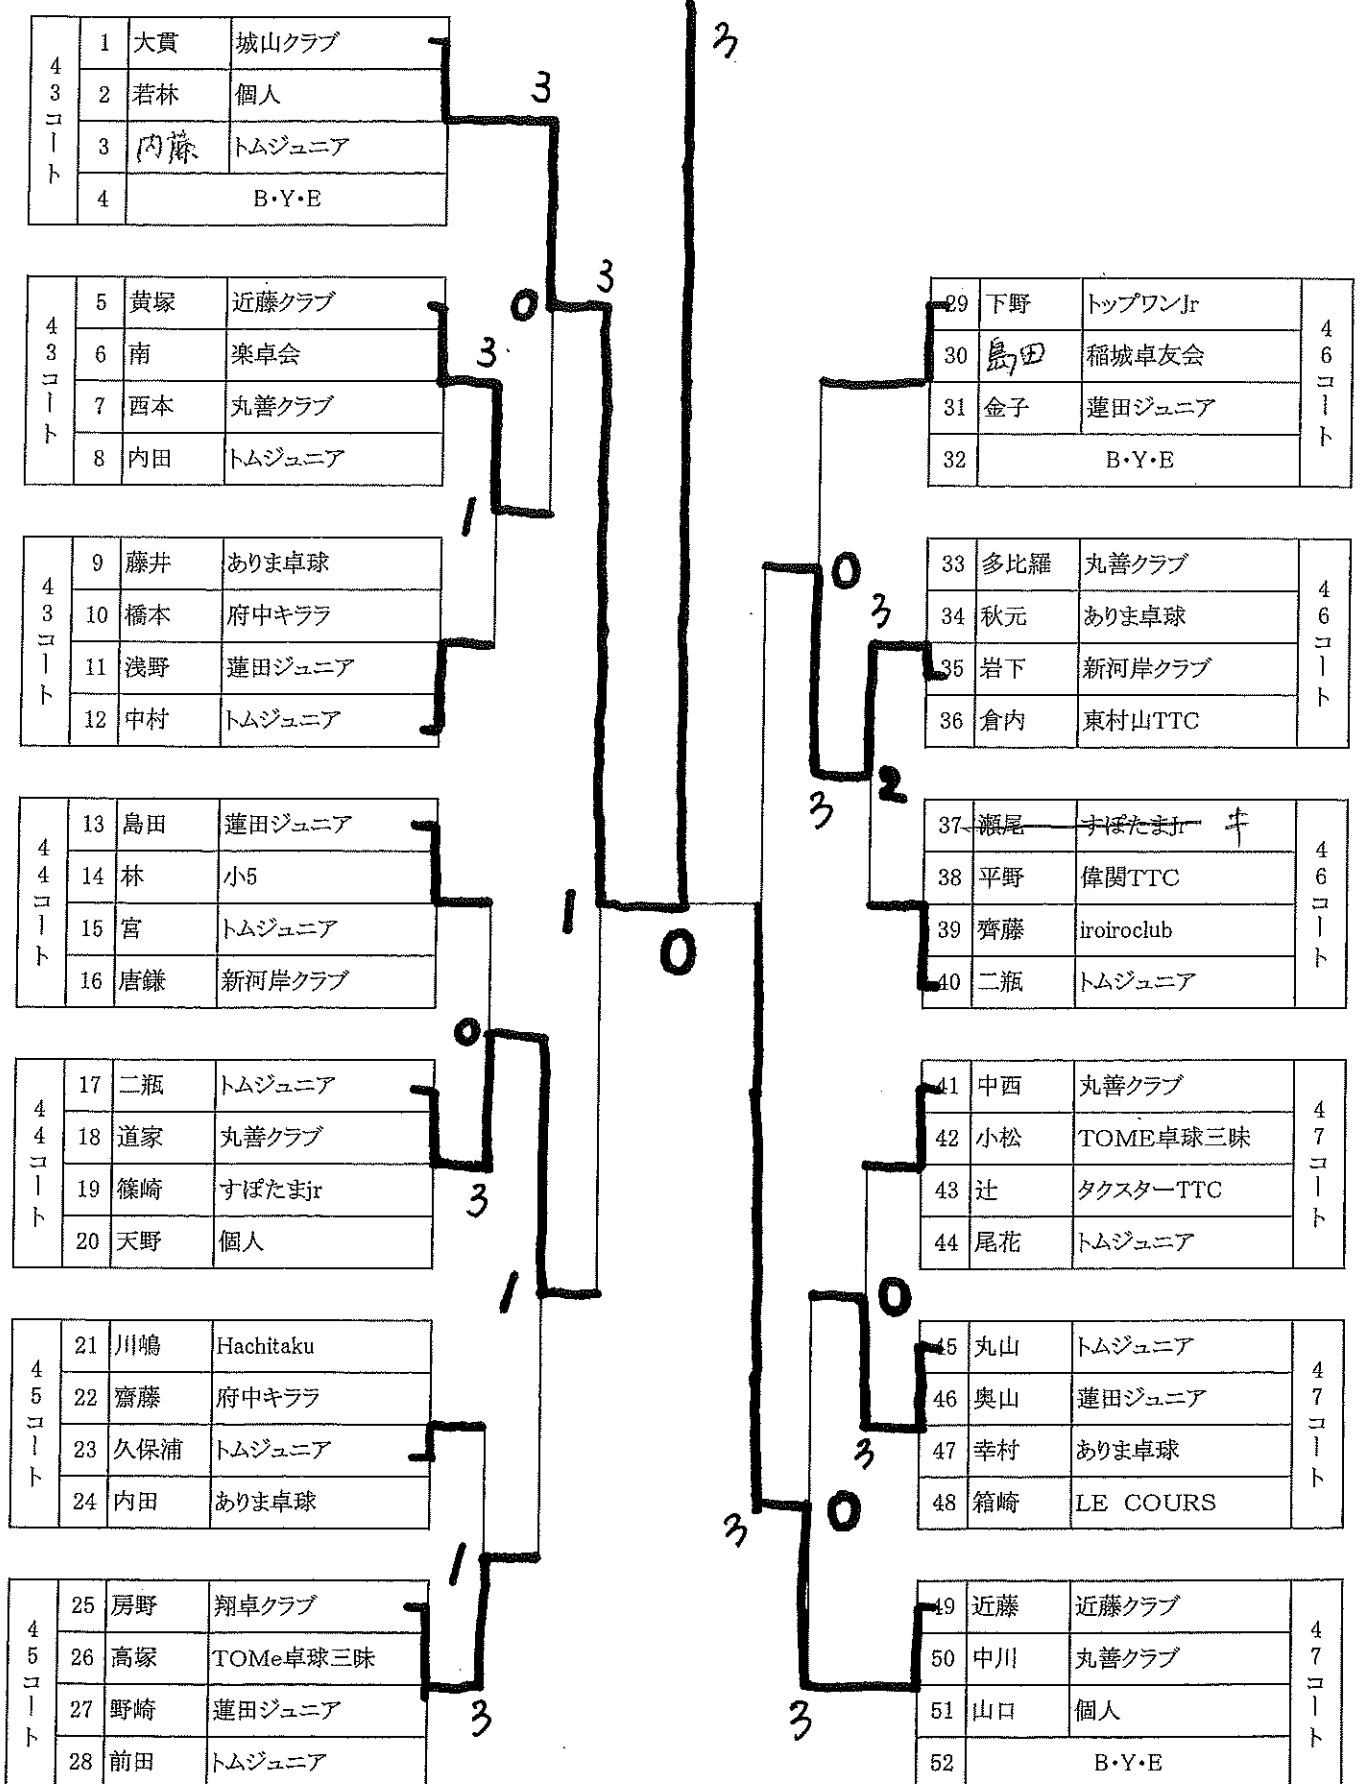 43コート
1 大貫 城山クラブ
2 若林 個人
3 内藤 トムジュニア
4 B・Y・E
43コート
5 黄塚 近藤クラブ
6 南 楽卓会
7 西本 丸善クラブ
8 内田 トムジュニア
43コート
9 藤井 ありま卓球
10 橋本 府中キララ
11 浅野 蓮田ジュニア
12 中村 トムジュニア
44コート
13 島田 蓮田ジュニア
14 林 小5
15 宮 トムジュニア
16 唐鎌 新河岸クラブ
44コート
17 二瓶 トムジュニア
18 道家 丸善クラブ
19 篠崎 すぽたまjr
20 天野 個人
45コート
21 川嶋 Hachitaku
22 齋藤 府中キララ
23 久保浦 トムジュニア
24 内田 ありま卓球
45コート
25 房野 翔卓クラブ
26 高塚 TOMe卓球三昧
27 野崎 蓮田ジュニア
28 前田 トムジュニア
3
3
0
3
3
1
0
3
1
1
3
1
0
3
46コート
29 下野 トップワンJr
30 島田 稲城卓友会
31 金子 蓮田ジュニア
32 B・Y・E
46コート
33 多比羅 丸善クラブ
34 秋元 ありま卓球
35 岩下 新河岸クラブ
36 倉内 東村山TTC
46コート
37 瀬尾 すぽたまJr キ
38 平野 偉関TTC
39 齊藤 iroiroclub
40 二瓶 トムジュニア
47コート
41 中西 丸善クラブ
42 小松 TOME卓球三昧
43 辻 タクスターTTC
44 尾花 トムジュニア
47コート
45 丸山 トムジュニア
46 奥山 蓮田ジュニア
47 幸村 ありま卓球
48 箱崎 LE COURS
47コート
49 近藤 近藤クラブ
50 中川 丸善クラブ
51 山口 個人
52 B・Y・E
0
3
3
2
0
3
3
0
3